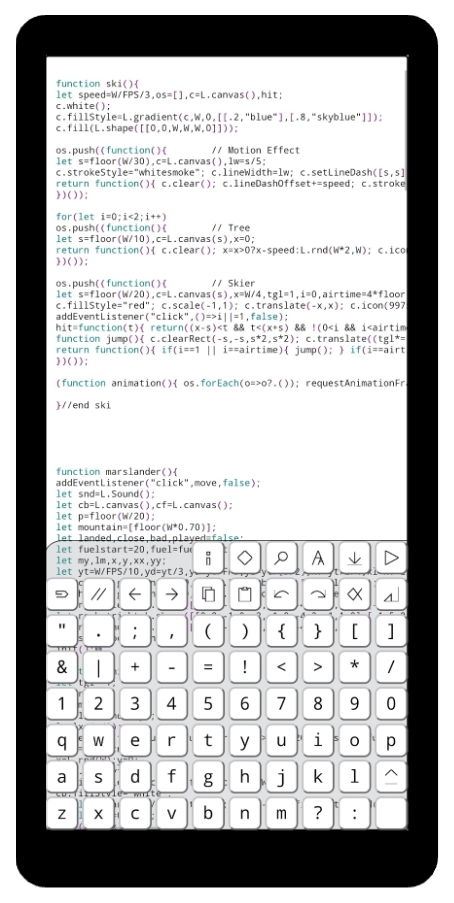 function ski(){
let speed=W/FPS/3,os=[],c=L.canvas(),hit;
c.white();
c.fillStyle=L.gradient(c,W,0,[[.2,"blue"],[.8,"skyblue"]]);
c.fill(L.shape([[0,0,W,W,W,0]]));
os.push((function(){ // Motion Effect
let s=floor(W/30),c=L.canvas(),lw=s/5;
c.strokeStyle="whitesmoke"; c.lineWidth=lw; c.setLineDash([s,s]
return function(){ c.clear(); c.lineDashOffset+=speed; c.stroke
})());
for(let i=0;i<2;i++)
os.push((function(){ // Tree
let s=floor(W/10),c=L.canvas(s),x=0;
return function(){ c.clear(); x=x>0?x-speed:L.rnd(W*2,W); c.ico
})());
os.push((function(){ // Skier
let s=floor(W/20),c=L.canvas(s),x=W/4,tgl=1,i=0,airtime=4*floor
c.fillStyle="red"; c.scale(-1,1); c.translate(-x,x); c.icon(997
addEventListener("click",()=>i||=1,false);
hit=function(t){ return((x-s)<t && t<(x+s) && !(0<i && i<airtim
function jump(){ c.clearRect(-s,-s,s*2,s*2); c.translate((tgl*=
return function(){ if(i==1 || i==airtime){ jump(); } if(i==airt
})());
(function animation(){ os.forEach(o=>o?.()); requestAnimationFr
}//end ski
function marslander(){
addEventListener("click",move,false);
let snd=L.Sound();
let cb=L.canvas(),cf=L.canvas();
let p=floor(W/20);
let mountain=[floor(W*0.70)];
let landed,close,bad,played=false;
let fuelstart=20,fuel=fue
let my,lm,x,y,xx,yy;
let yt=W/FPS/10,yd=yt/3,
" . ; , ( ) { } [ ]
& | + - = ! < > * /
1 2 3 4 5 6 7 8 9 0
q w e r t y u i o p
a s d f g h j k l ^
z x c v b n m ? :